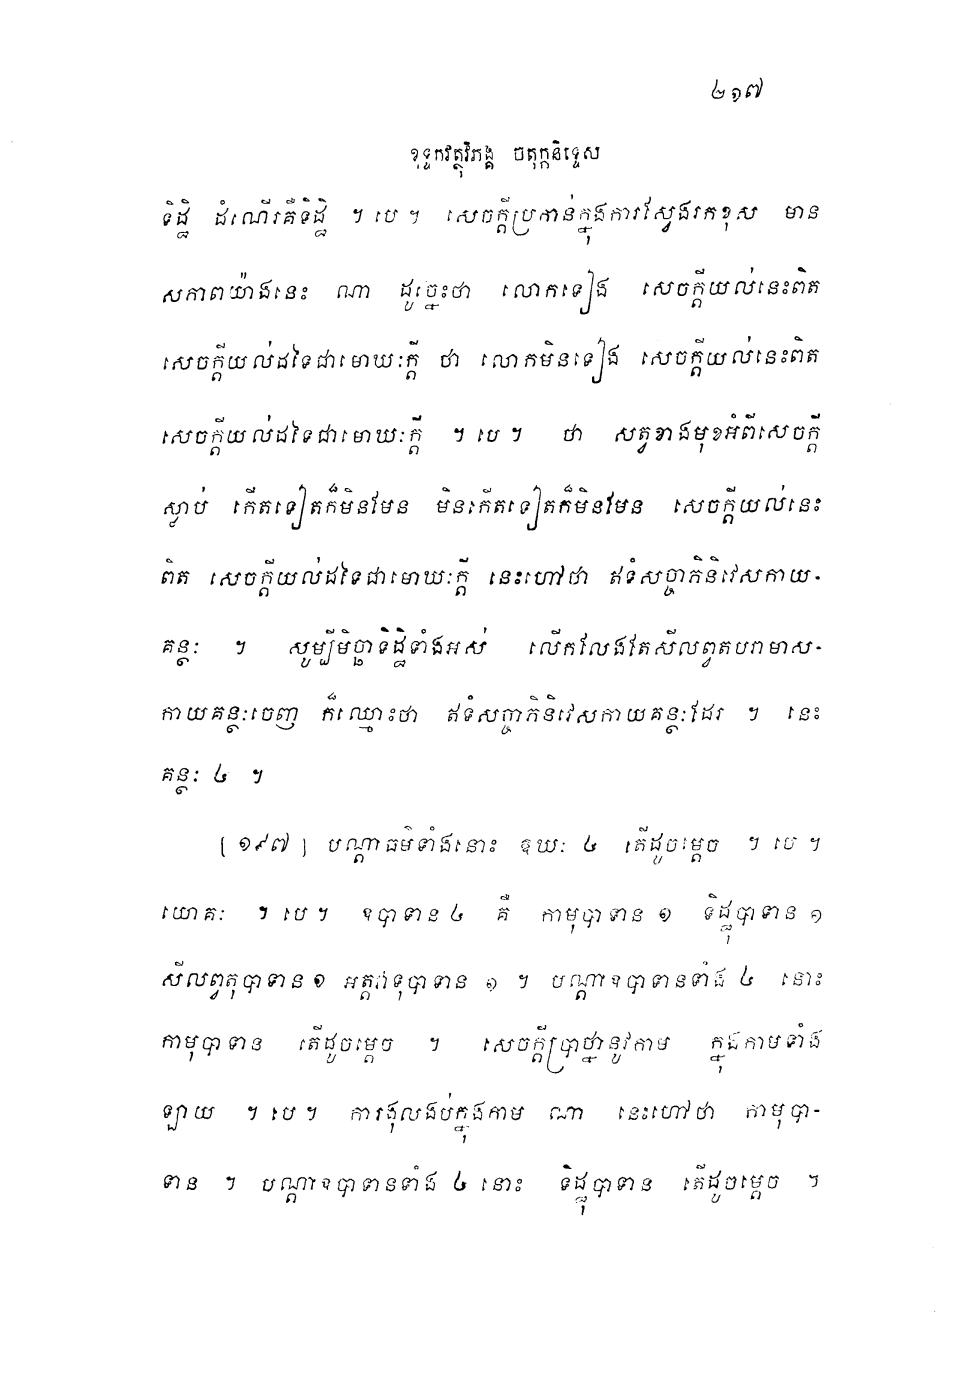 ២១៧
ខុទ្ទកវត្ថុវិភង្គ ចតុក្កនិទ្ទេស
ទិដ្ឋិ ដំណើរគឺទិដ្ឋិ ។ បេ ។ សេចក្តីប្រកាន់ក្នុងការស្វែងរកខុស មាន
សភាពយ៉ាងនេះ ណា ដូច្នេះថា លោកទៀង សេចក្តីយល់នេះពិត
សេចក្តីយល់ដទៃជាមោឃៈក្តី ថា លោកមិនទៀង សេចក្តីយល់នេះពិត
សេចក្តីយល់ដទៃជាមោឃៈក្តី ។ បេ ។ ថា សត្វខាងមុខអំពីសេចក្តី
ស្លាប់ កើតទៀតក៏មិនមែន មិនកើតទៀតក៏មិនមែន សេចក្តីយល់នេះ
ពិត សេចក្តីយល់ដទៃជាមោឃៈក្តី នេះហៅថា ឥទំសច្ចាភិនិវេសកាយ-
គន្ថៈ ។ សូម្បីមិច្ឆាទិដ្ឋិទាំងអស់ លើកលែងតែសីលព្វតបរាមាស-
កាយគន្ថៈចេញ ក៏ឈ្មោះថា ឥទំសច្ចាភិនិវេសកាយគន្ថៈដែរ ។ នេះ
គន្ថៈ ៤ ។
[ ១៩៧ ] បណ្តាធម៌ទាំងនោះ ឱឃៈ ៤ តើដូចម្តេច ។ បេ ។
យោគៈ ។ បេ ។ ឧបាទាន ៤ គឺ កាមុបាទាន ១ ទិដ្ឋុបាទាន ១
សីលព្វតុបាទាន ១ អត្តវាទុបាទាន ១ ។ បណ្តាឧបាទានទាំង ៤ នោះ
កាមុបាទាន តើដូចម្តេច ។ សេចក្តីប្រាថ្នានូវកាម ក្នុងកាមទាំង
ឡាយ ។ បេ ។ ការងុលងប់ក្នុងកាម ណា នេះហៅថា កាមុបា-
ទាន ។ បណ្តាឧបាទានទាំង ៤ នោះ ទិដ្ឋុបាទាន តើដូចម្តេច ។